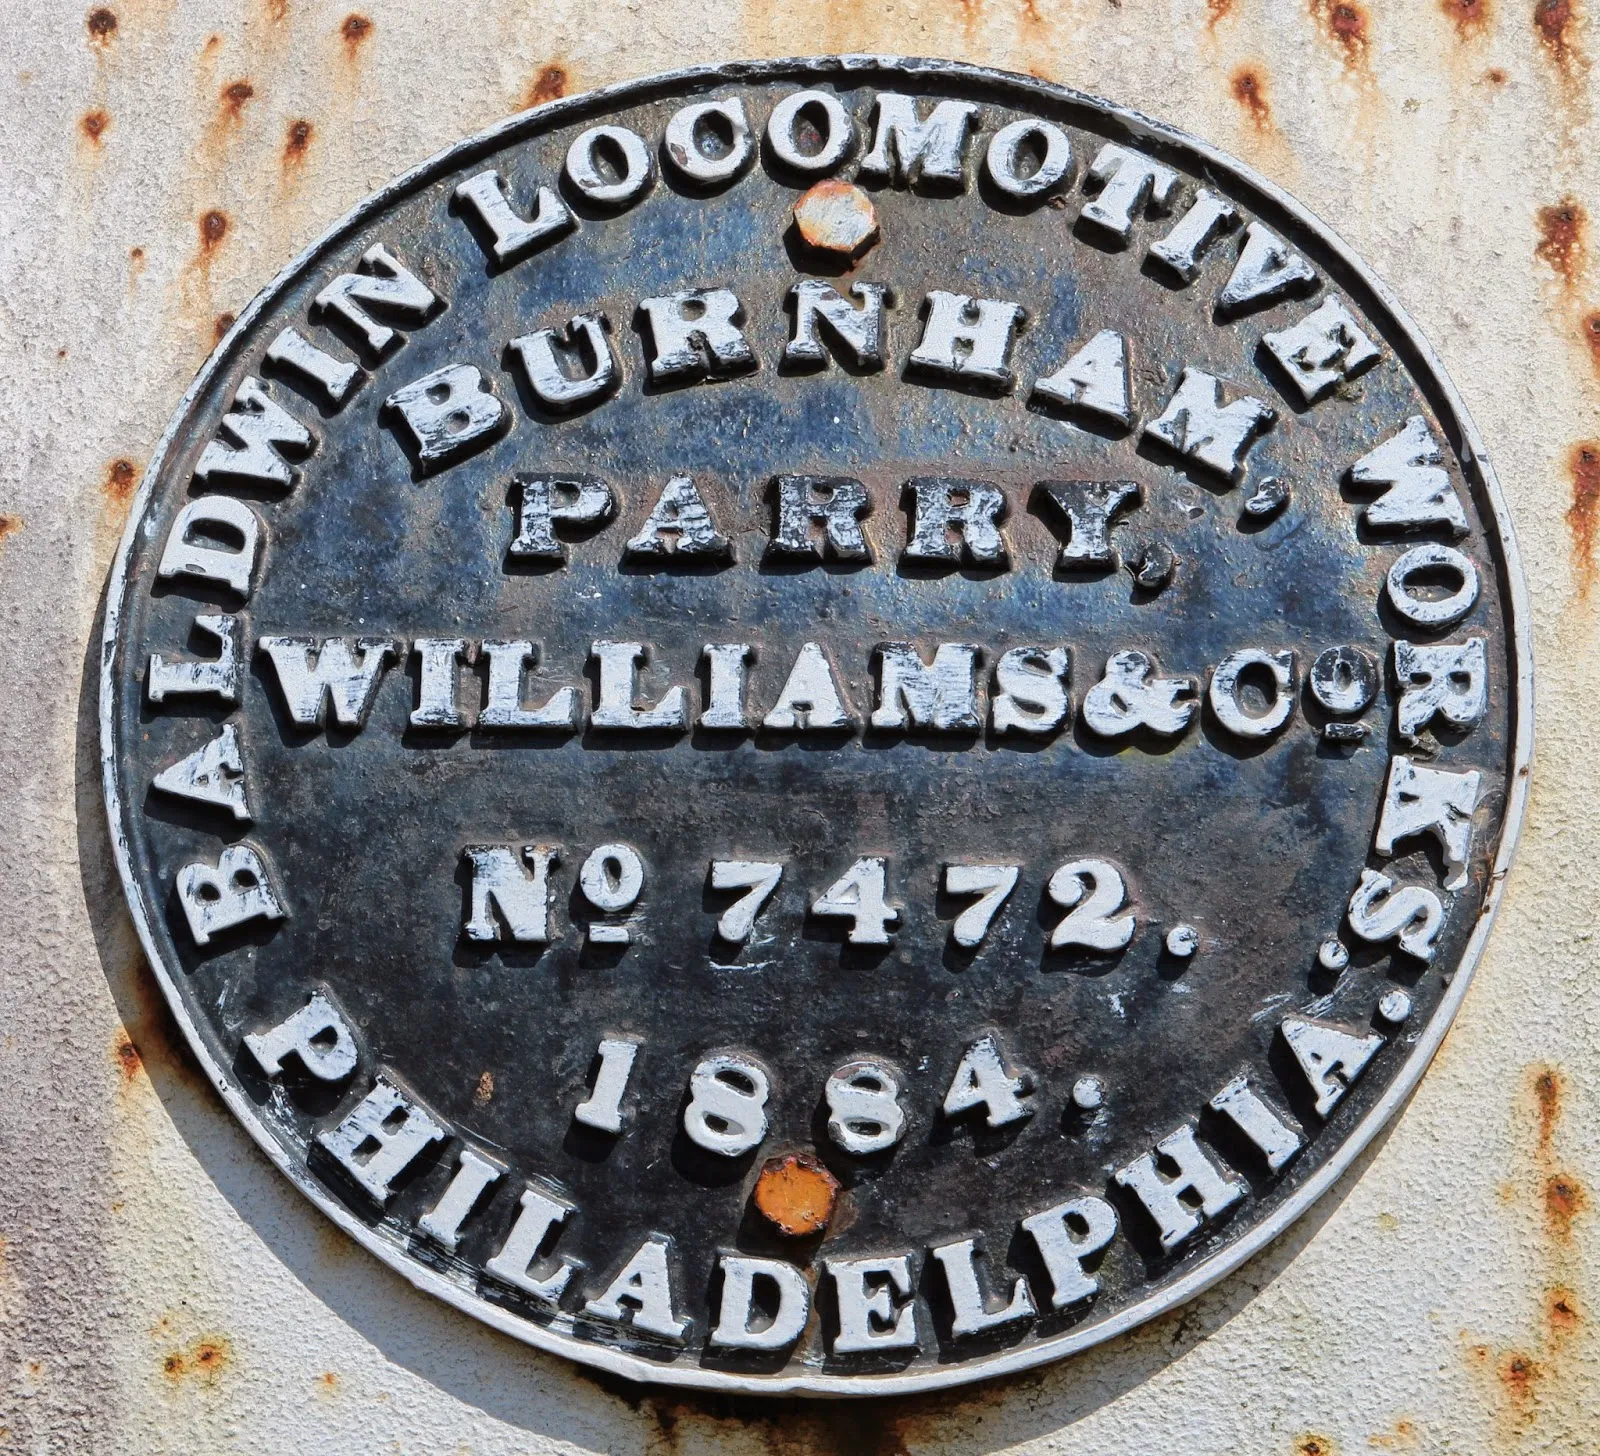 BALDWIN LOCOMOTIVE WORKS.
BURNHAM,
PARRY,
WILLIAMS & Cº
Nº 7472.
1884.
PHILADELPHIA.